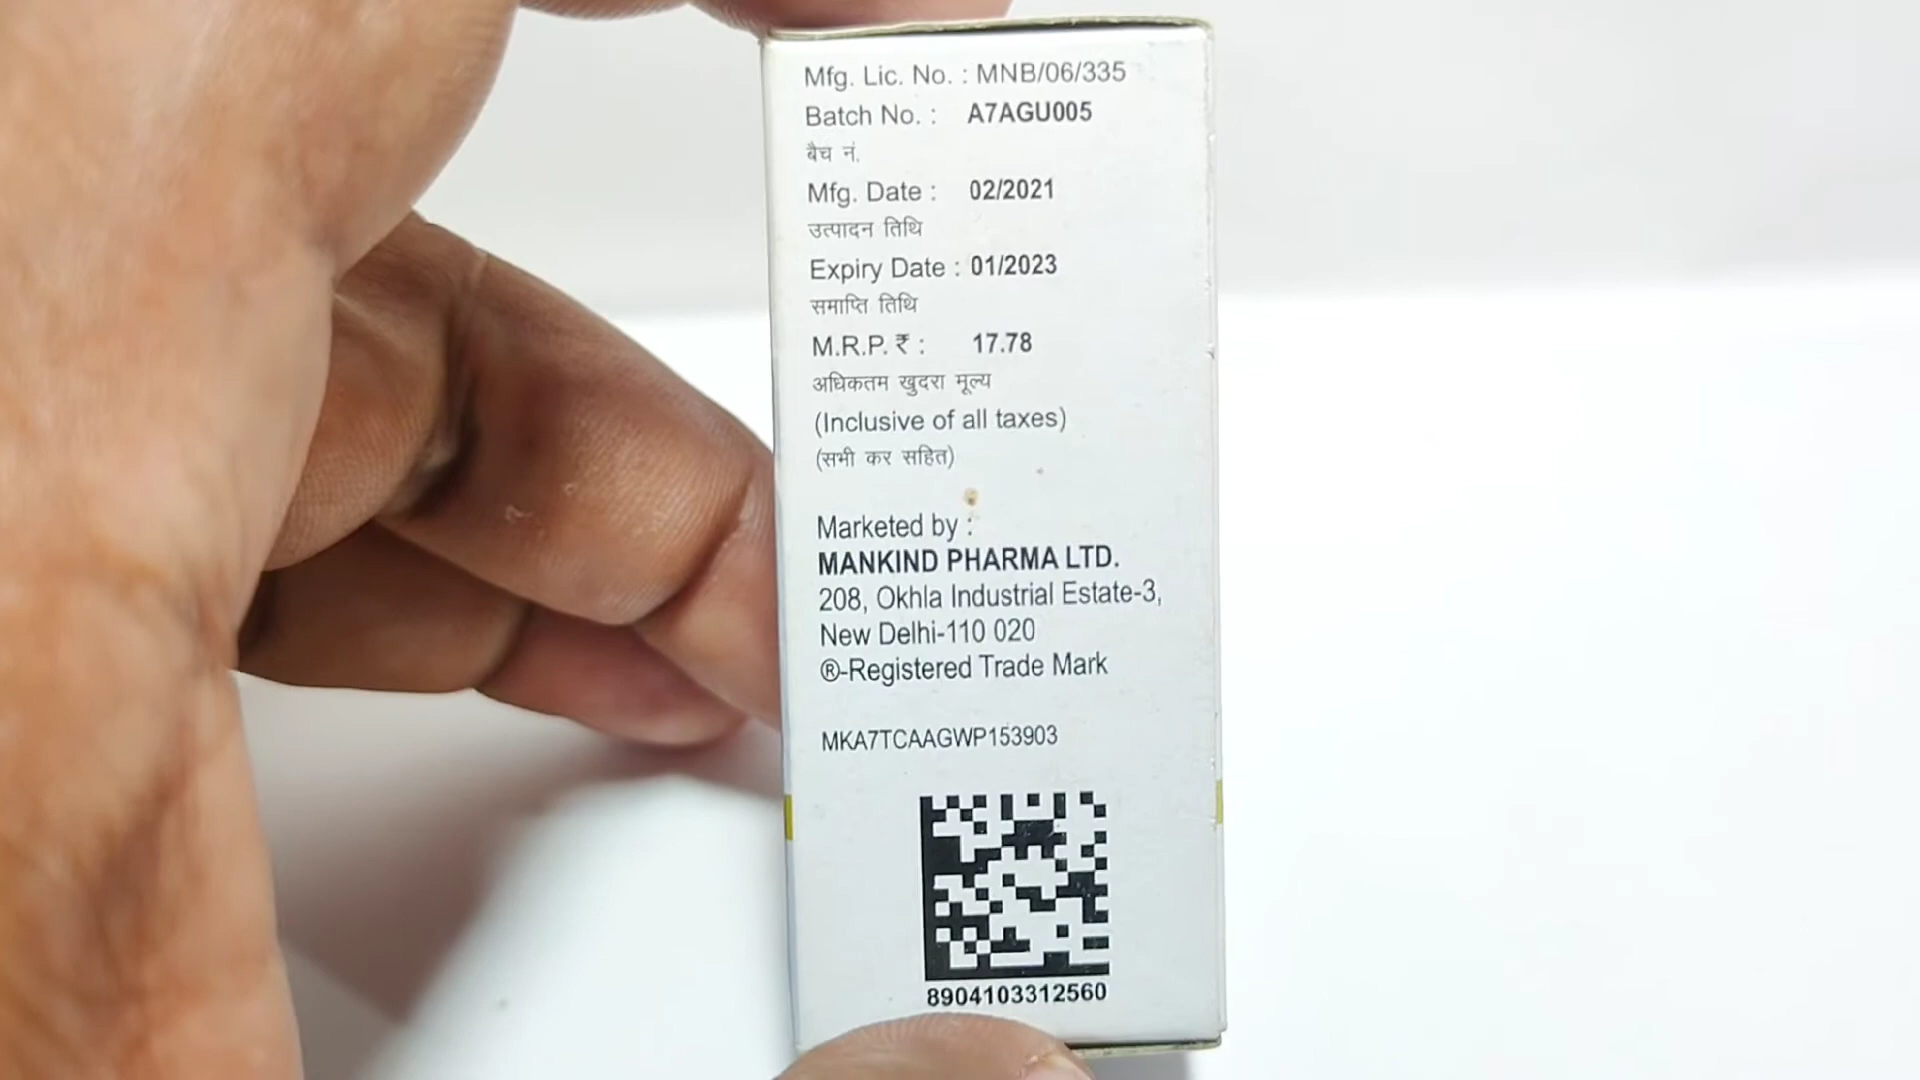 Mfg. Lic. No. : MNB/06/335
Batch No. : A7AGU005
बैच नं.
Mfg. Date : 02/2021
उत्पादन तिथि
Expiry Date : 01/2023
समाप्ति तिथि
M.R.P. ₹ : 17.78
अधिकतम खुदरा मूल्य
(Inclusive of all taxes)
(सभी कर सहित)
Marketed by :
MANKIND PHARMA LTD.
208, Okhla Industrial Estate-3,
New Delhi-110 020
®-Registered Trade Mark
MKA7TCAAGWP153903
8904103312560